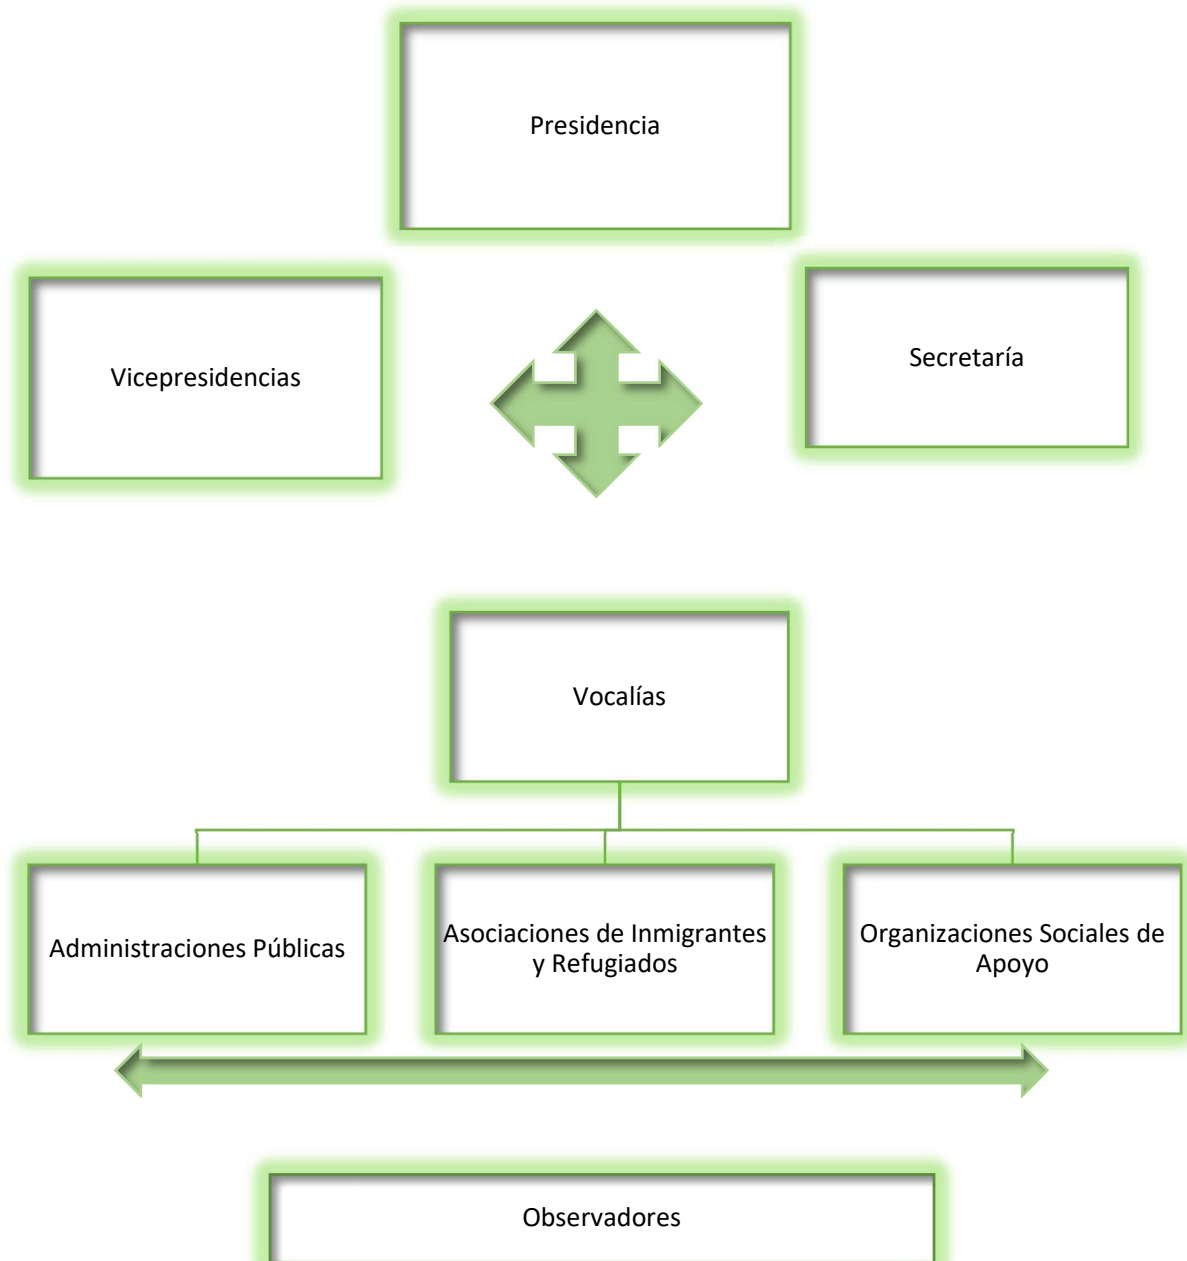 Presidencia
Vicepresidencias
Secretaría
Vocalías
Administraciones Públicas
Asociaciones de Inmigrantes
y Refugiados
Organizaciones Sociales de
Apoyo
Observadores